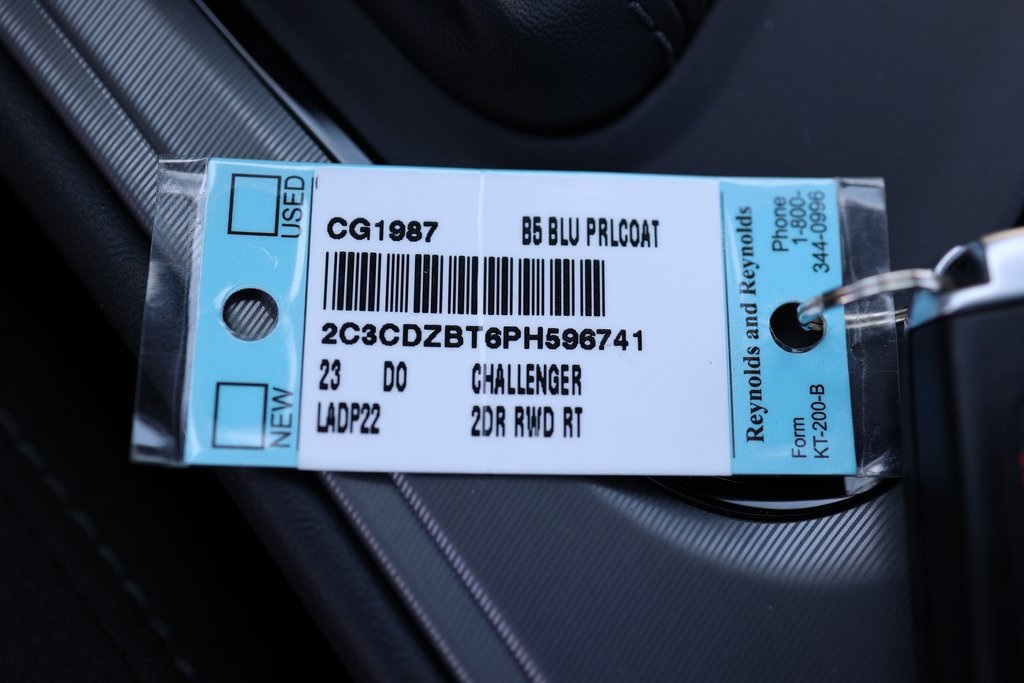 USED
NEW
CG1987 B5 BLU PRLCOAT
2C3CDZBT6PH596741
23 DO CHALLENGER
LADP22 2DR RWD RT
Reynolds and Reynolds
Phone
1-800-
344-0996
Form
KT-200-B